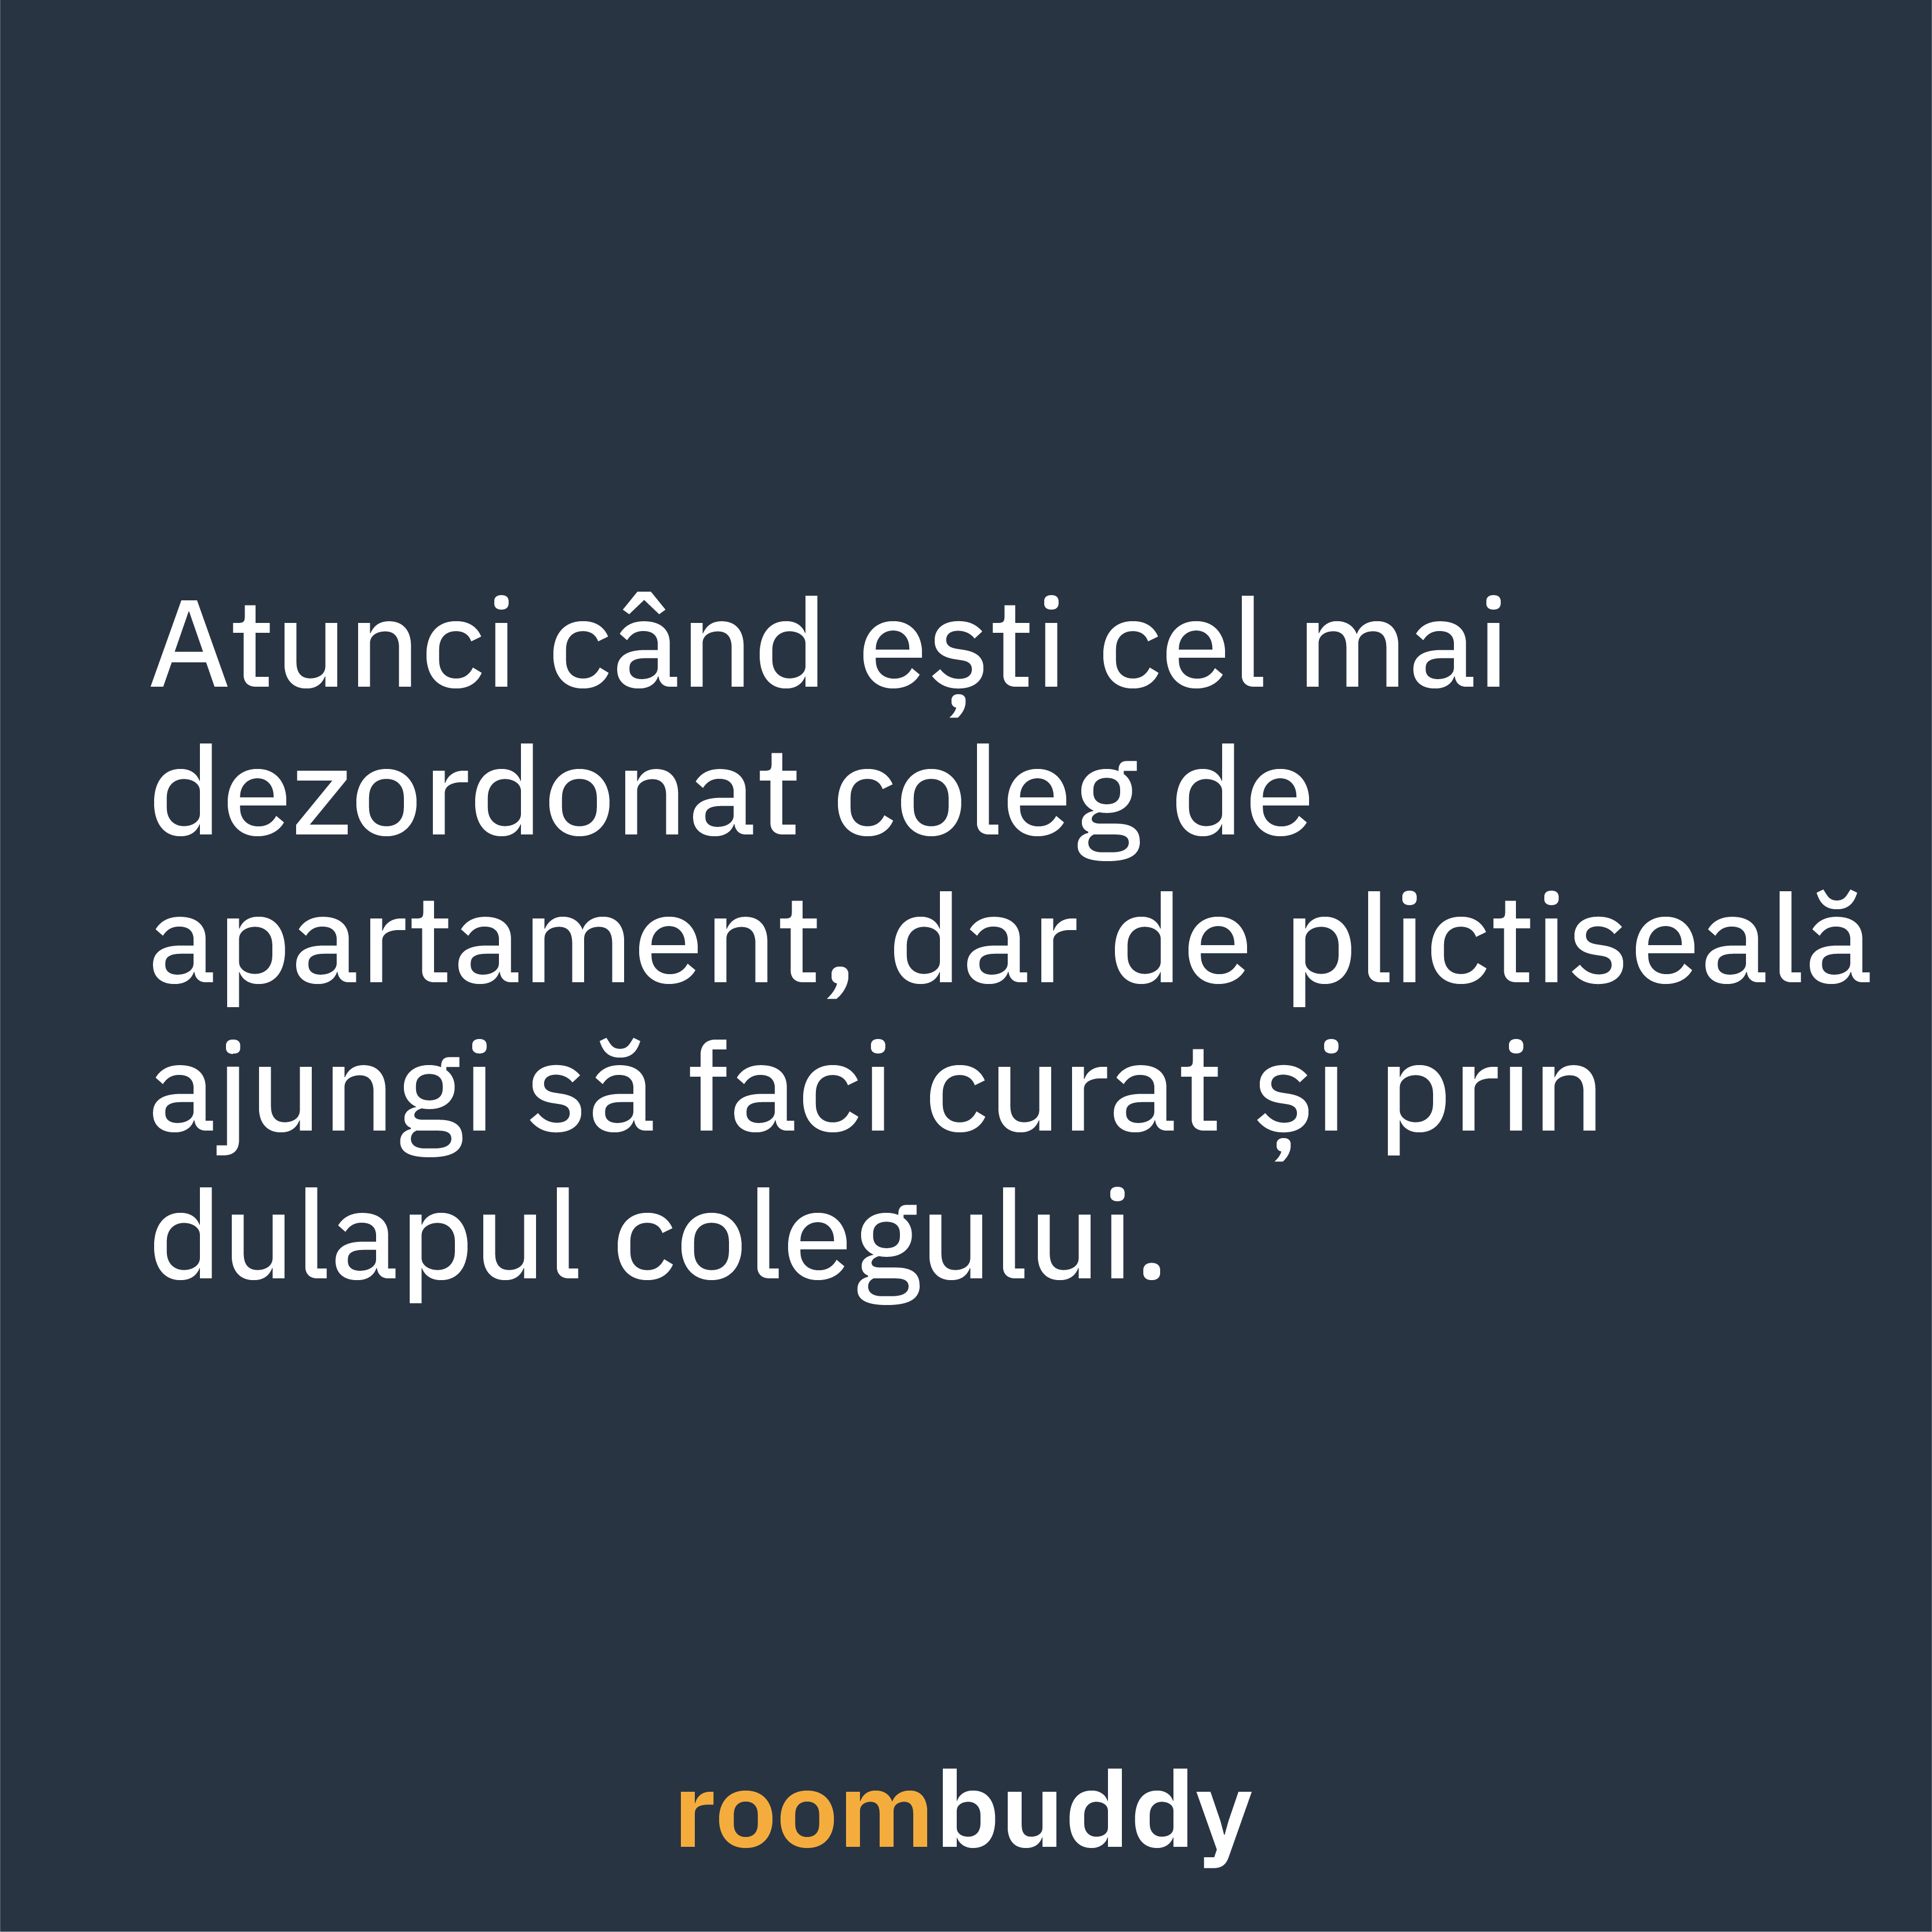 Atunci când ești cel mai
dezordonat coleg de
apartament, dar de plictiseală
ajungi să faci curat și prin
dulapul colegului.
roombuddy